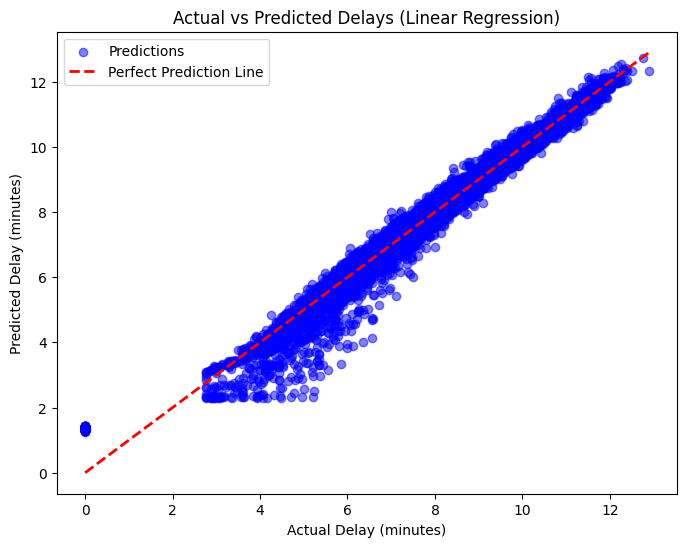 Actual vs Predicted Delays (Linear Regression)
Predictions
Perfect Prediction Line
Predicted Delay (minutes)
12
10
8
6
4
2
0
0 2 4 6 8 10 12
Actual Delay (minutes)